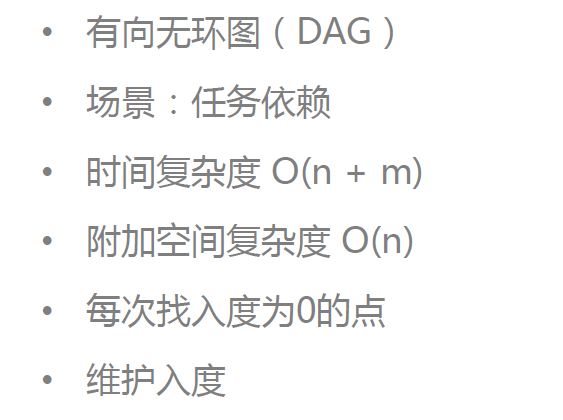 • 有向无环图（DAG）
• 场景：任务依赖
• 时间复杂度 O(n + m)
• 附加空间复杂度 O(n)
• 每次找入度为0的点
• 维护入度